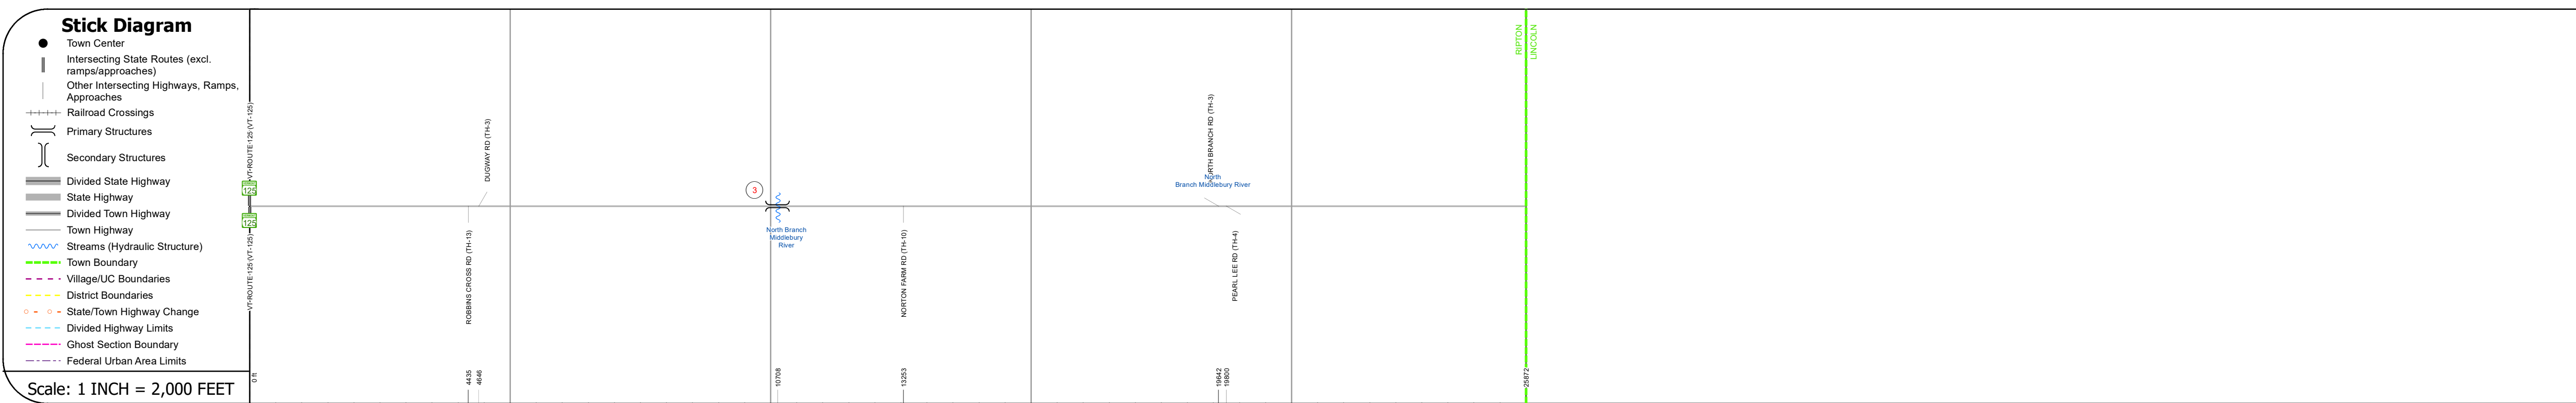 Stick Diagram
Town Center
Intersecting State Routes (excl.
ramps/approaches)
Other Intersecting Highways, Ramps,
Approaches
Railroad Crossings
Primary Structures
Secondary Structures
Divided State Highway
State Highway
Divided Town Highway
Town Highway
Streams (Hydraulic Structure)
Town Boundary
Village/UC Boundaries
District Boundaries
State/Town Highway Change
Divided Highway Limits
Ghost Section Boundary
Federal Urban Area Limits
Scale: 1 INCH = 2,000 FEET
VT-ROUTE-125 (VT-125)
125
125
VT-ROUTE-125 (VT-125)
0 ft
DUGWAY RD (TH-3)
ROBBINS CROSS RD (TH-13)
4435
4646
3
North Branch
Middlebury
River
10708
NORTON FARM RD (TH-10)
13253
NORTH BRANCH RD (TH-3)
North
Branch Middlebury River
PEARL LEE RD (TH-4)
19642
19800
RIPTON
LINCOLN
25872